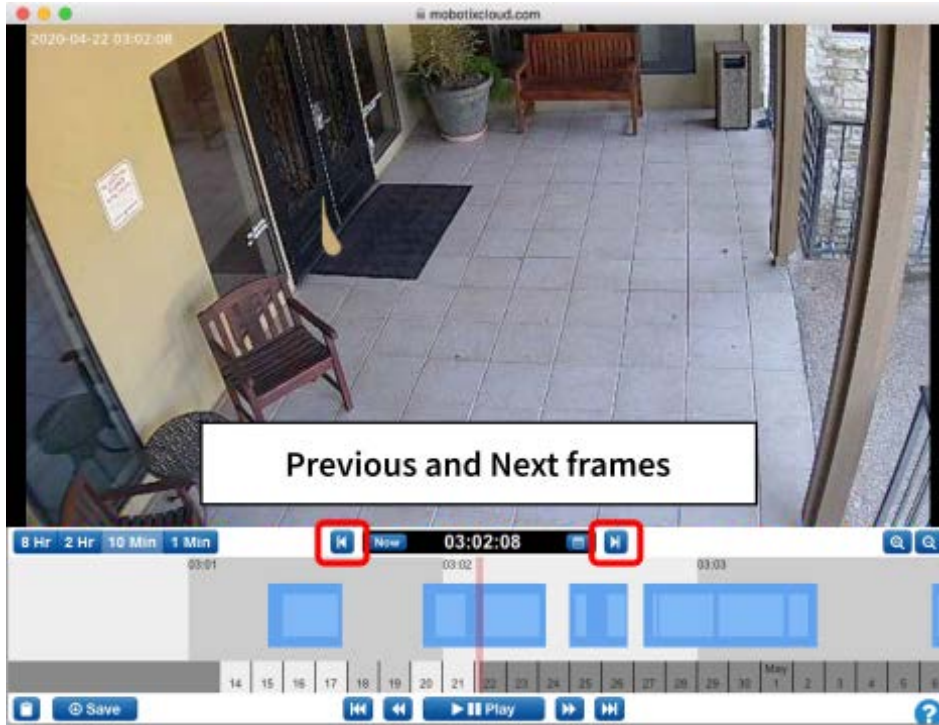 mobotixcloud.com
2020-04-22 03:02:08
Previous and Next frames
8 Hr 2 Hr 10 Min 1 Min Now 03:02:08
03:01 03:02 03:03
May
14 15 16 17 18 19 20 21 22 23 24 25 26 27 28 29 30 1 2 3 4 5 6
Save Play ?